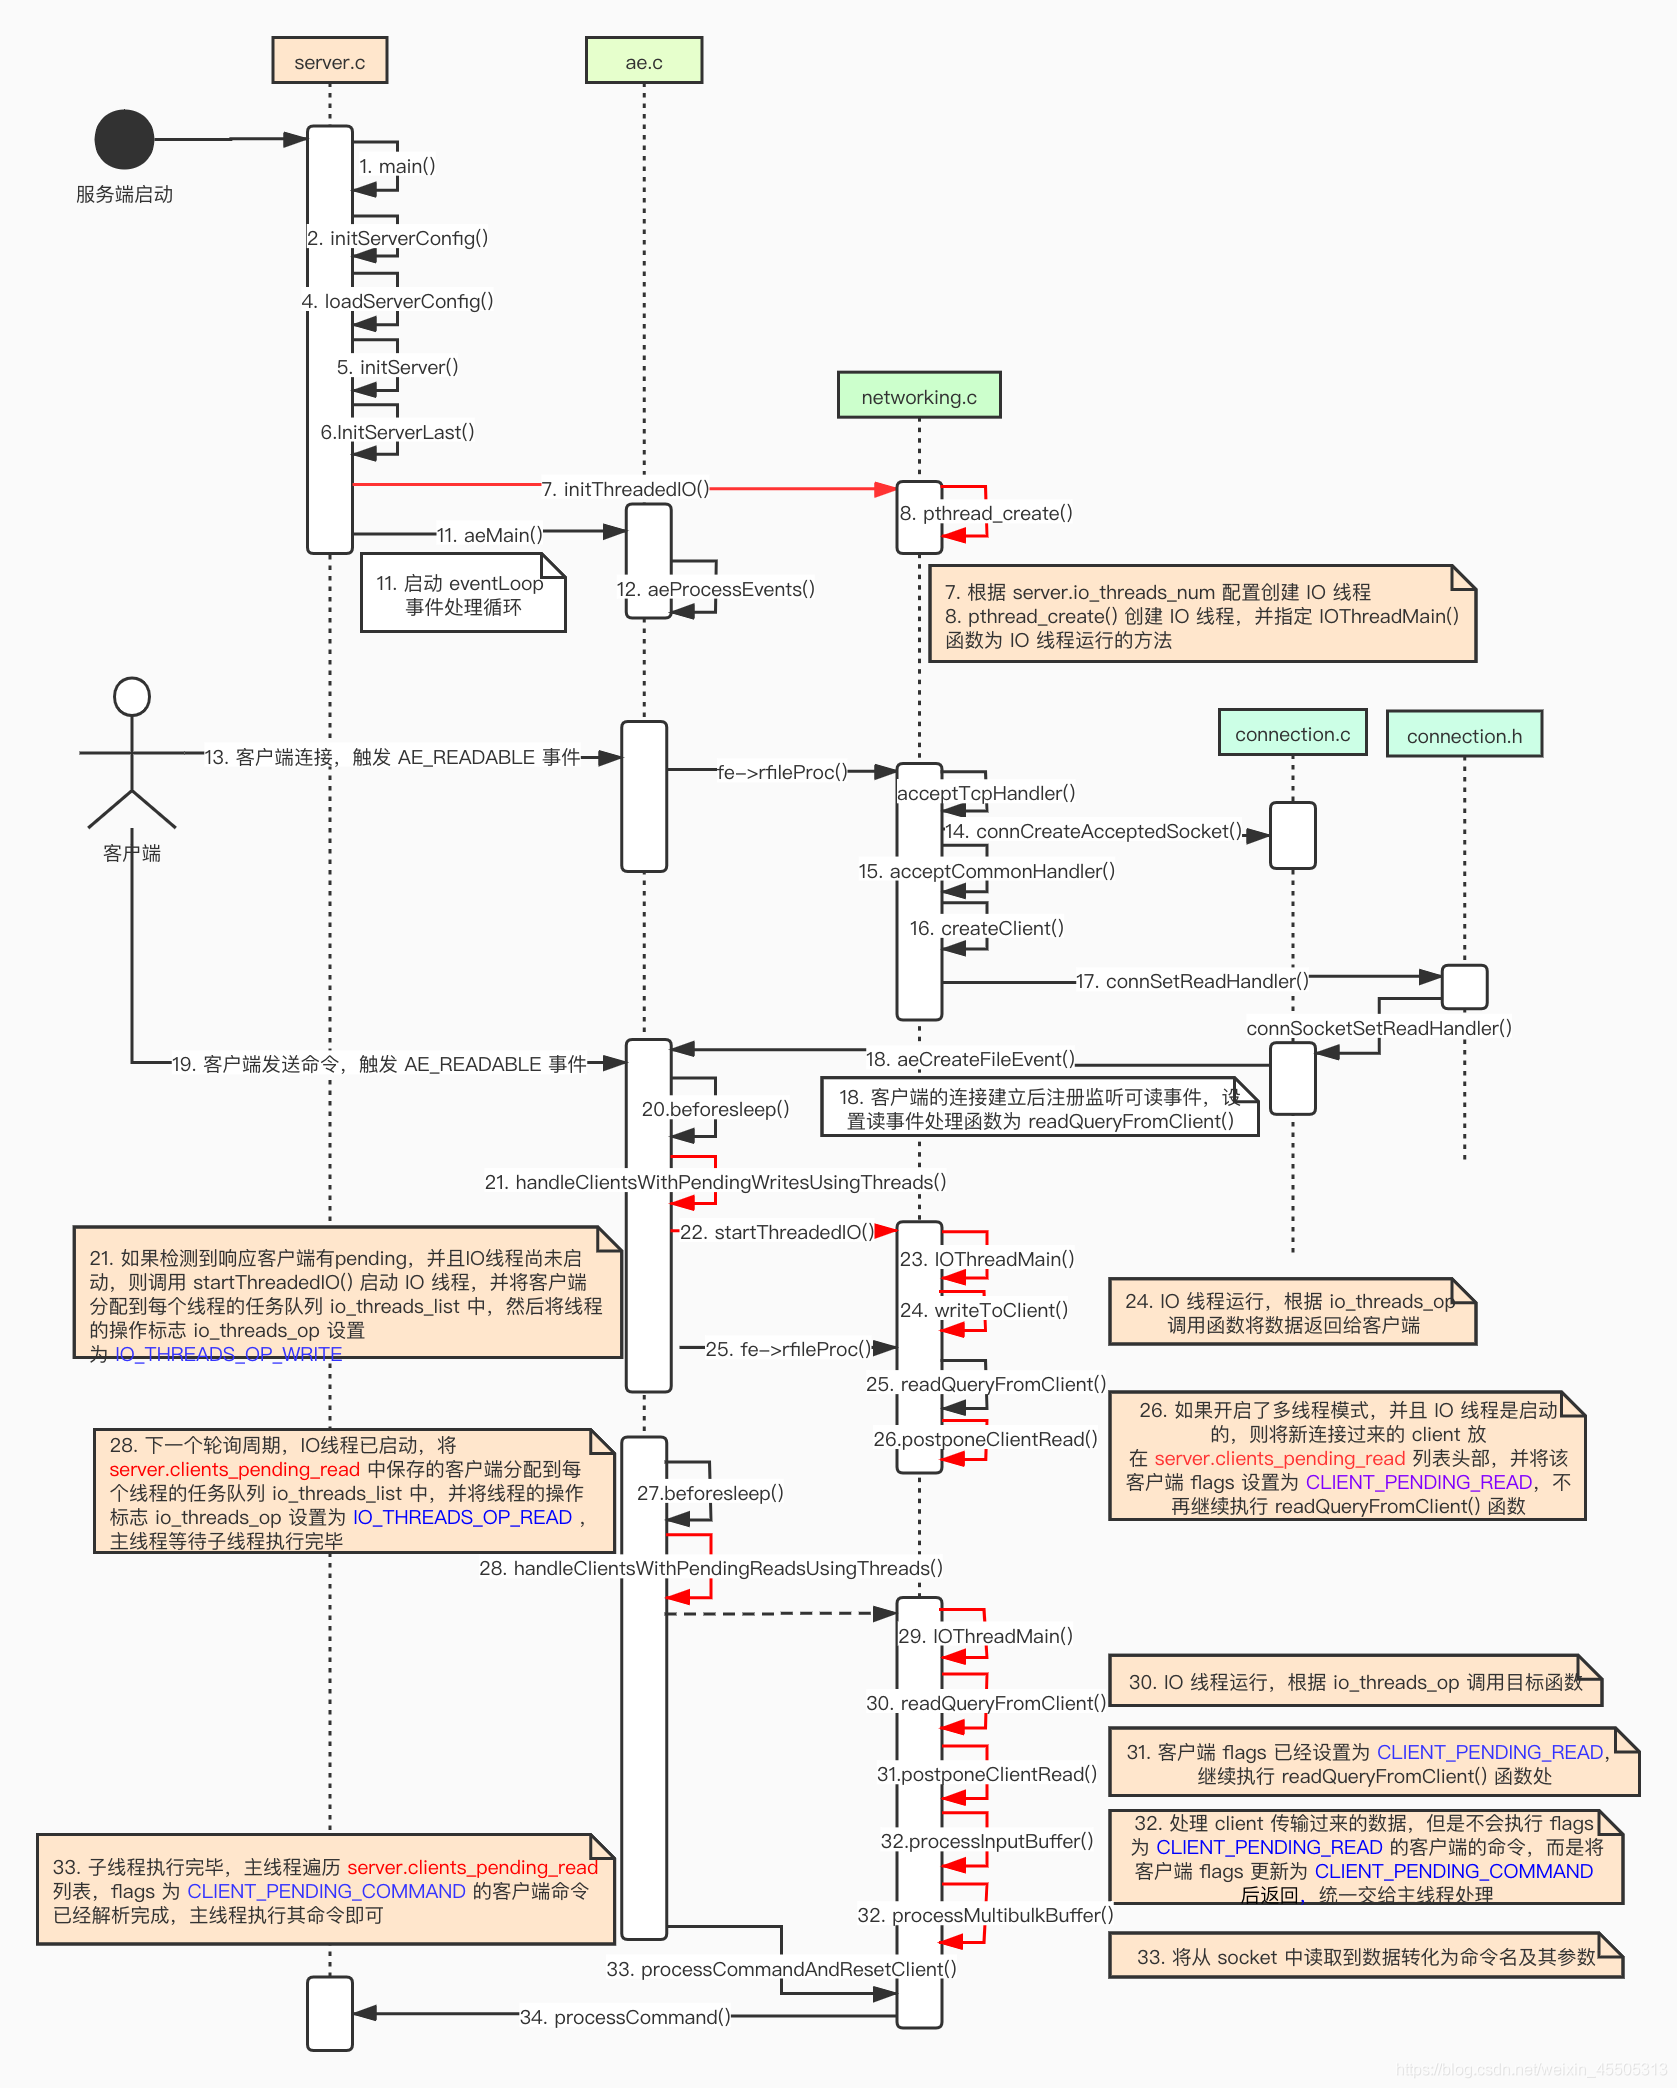 server.c
ae.c
服务端启动
1. main()
2. initServerConfig()
4. loadServerConfig()
5. initServer()
networking.c
6.InitServerLast()
7. initThreadedIO()
8. pthread_create()
11. aeMain()
11. 启动 eventLoop
事件处理循环
12. aeProcessEvents()
7. 根据 server.io_threads_num 配置创建 IO 线程
8. pthread_create() 创建 IO 线程，并指定 IOThreadMain()
函数为 IO 线程运行的方法
connection.c
connection.h
13. 客户端连接，触发 AE_READABLE 事件
fe->rfileProc()
acceptTcpHandler()
14. connCreateAcceptedSocket()
客户端
15. acceptCommonHandler()
16. createClient()
17. connSetReadHandler()
connSocketSetReadHandler()
18. aeCreateFileEvent()
19. 客户端发送命令，触发 AE_READABLE 事件
18. 客户端的连接建立后注册监听可读事件，设
置读事件处理函数为 readQueryFromClient()
20.beforesleep()
21. handleClientsWithPendingWritesUsingThreads()
22. startThreadedIO()
21. 如果检测到响应客户端有pending，并且IO线程尚未启
动，则调用 startThreadedIO() 启动 IO 线程，并将客户端
分配到每个线程的任务队列 io_threads_list 中，然后将线程
的操作标志 io_threads_op 设置
为 IO_THREADS_OP_WRITE
23. IOThreadMain()
24. writeToClient()
24. IO 线程运行，根据 io_threads_op
调用函数将数据返回给客户端
25. fe->rfileProc()
25. readQueryFromClient()
26.postponeClientRead()
26. 如果开启了多线程模式，并且 IO 线程是启动
的，则将新连接过来的 client 放
在 server.clients_pending_read 列表头部，并将该
客户端 flags 设置为 CLIENT_PENDING_READ，不
再继续执行 readQueryFromClient() 函数
28. 下一个轮询周期，IO线程已启动，将
server.clients_pending_read 中保存的客户端分配到每
个线程的任务队列 io_threads_list 中，并将线程的操作
标志 io_threads_op 设置为 IO_THREADS_OP_READ ，
主线程等待子线程执行完毕
27.beforesleep()
28. handleClientsWithPendingReadsUsingThreads()
29. IOThreadMain()
30. readQueryFromClient()
30. IO 线程运行，根据 io_threads_op 调用目标函数
31.postponeClientRead()
31. 客户端 flags 已经设置为 CLIENT_PENDING_READ，
继续执行 readQueryFromClient() 函数处
32.processInputBuffer()
32. 处理 client 传输过来的数据，但是不会执行 flags
为 CLIENT_PENDING_READ 的客户端的命令，而是将
客户端 flags 更新为 CLIENT_PENDING_COMMAND
后返回，统一交给主线程处理
33. 子线程执行完毕，主线程遍历 server.clients_pending_read
列表，flags 为 CLIENT_PENDING_COMMAND 的客户端命令
已经解析完成，主线程执行其命令即可
32. processMultibulkBuffer()
33. 将从 socket 中读取到数据转化为命令名及其参数
33. processCommandAndResetClient()
34. processCommand()
https://blog.csdn.net/weixin_45505313